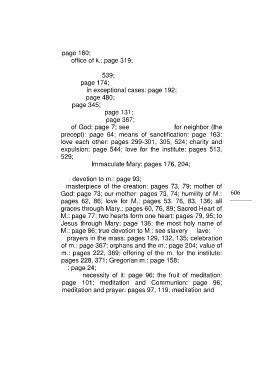 page 180;
office of k.: page 319;
539;
page 174;
in exceptional cases: page 192;
page 480;
page 345;
page 131;
page 367;
of God: page 7; see for neighbor (the
precept): page 64; means of sanctification: page 163;
love each other: pages 299-301, 305, 524; charity and
expulsion: page 544; love for the institute: pages 513,
529;
Immaculate Mary: pages 176, 204;
: devotion to m.: page 93;
masterpiece of the creation: pages 73, 79; mother of
God: page 73; our mother: pages 73, 74; humility of M.:
pages 62, 86; love for M.: pages 53. 76, 83, 136; all
graces through Mary.: pages 60, 76, 89; Sacred Heart of
M.: page 77; two hearts form one heart: pages 79, 95; to
Jesus through Mary: page 136; the most holy name of
M.: page 86; true devotion to M.: see slavery lave;
prayers in the mass: pages 129, 132, 135; celebration
of m.: page 367; orphans and the m.: page 204; value of
m.: pages 222, 369; offering of the m. for the institute:
pages 228, 371; Gregorian m.: page 158;
: page 24;
necessity of it: page 96; the fruit of meditation:
page 101; meditation and Communion: page 96;
meditation and prayer: pages 97, 119; meditation and
606